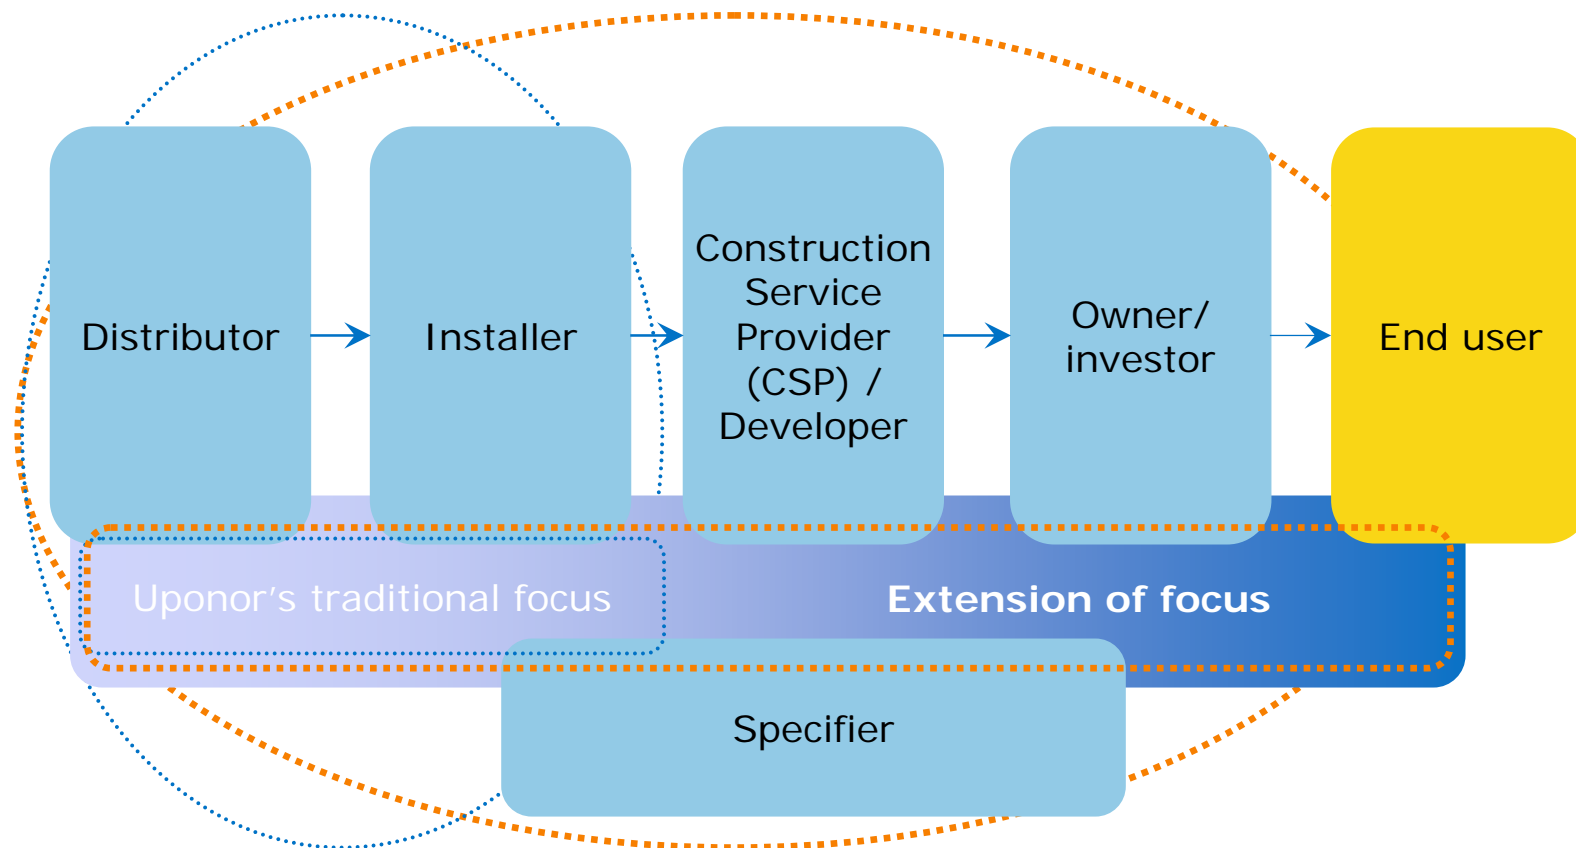 Distributor
Installer
Construction
Service
Provider
(CSP) /
Developer
Owner/
investor
End user
Uponor's traditional focus
Extension of focus
Specifier